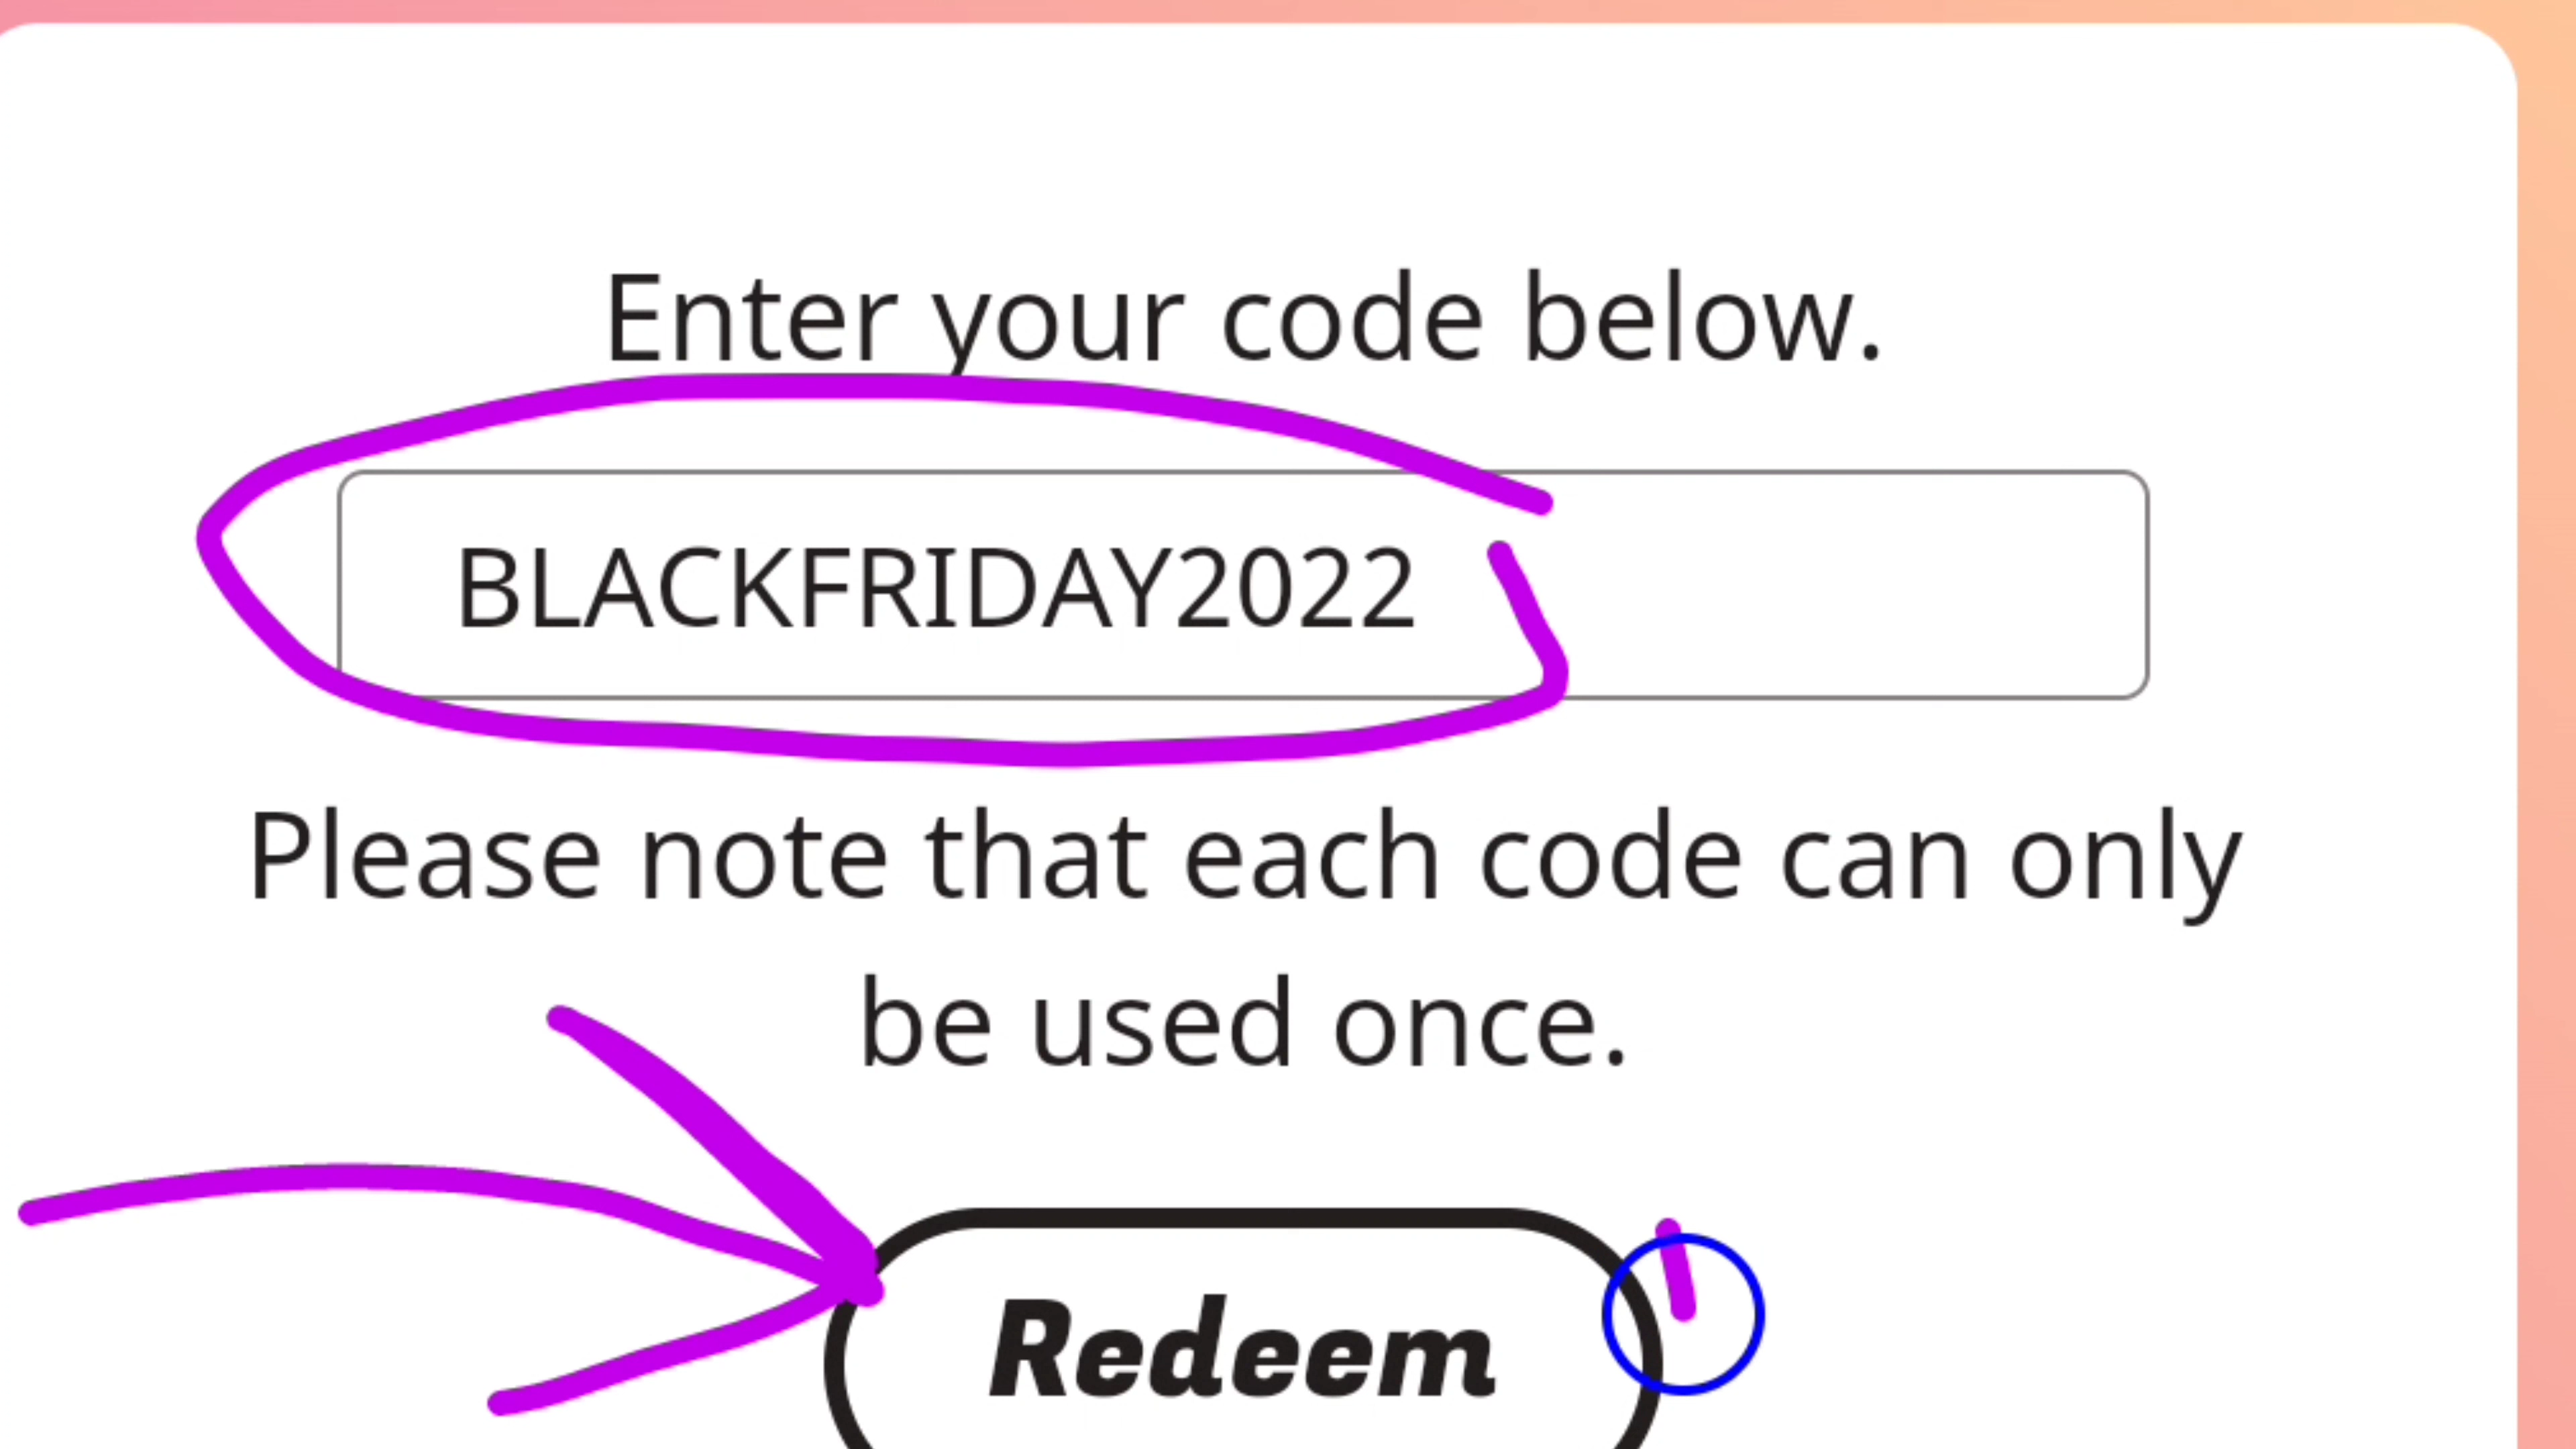 Enter your code below.
BLACKFRIDAY2022
Please note that each code can only
be used once.
Redeem